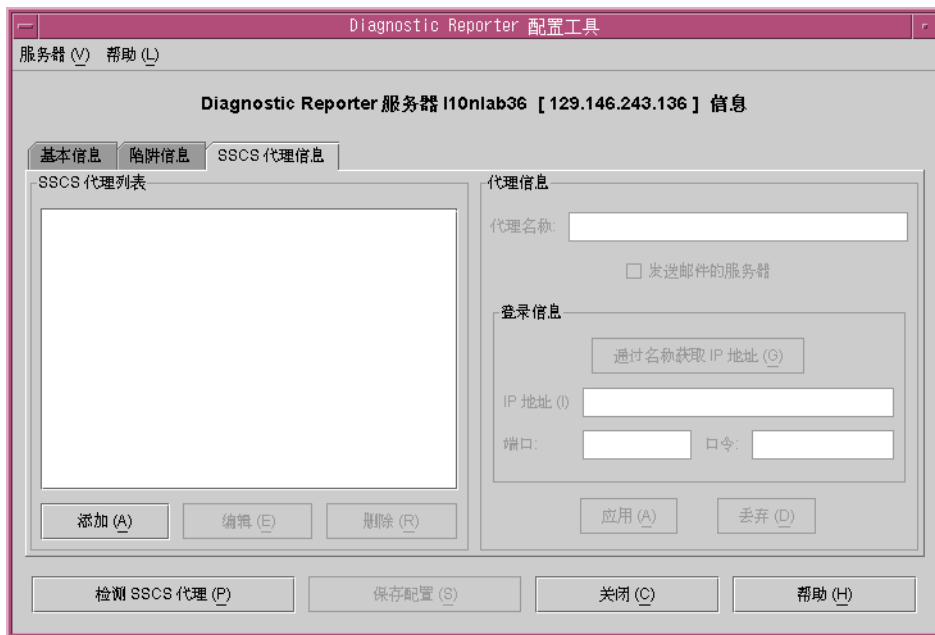 Diagnostic Reporter 配置工具
服务器 (V) 帮助 (L)
Diagnostic Reporter 服务器 l10nlab36 [ 129.146.243.136 ] 信息
基本信息 陷阱信息 SSCS 代理信息
SSCS 代理列表
代理信息
代理名称:
发送邮件的服务器
登录信息
通过名称获取 IP 地址 (G)
IP 地址 (I)
端口: 口令:
添加 (A) 编辑 (E) 删除 (R)
应用 (A) 丢弃 (D)
检测 SSCS 代理 (P) 保存配置 (S) 关闭 (C) 帮助 (H)